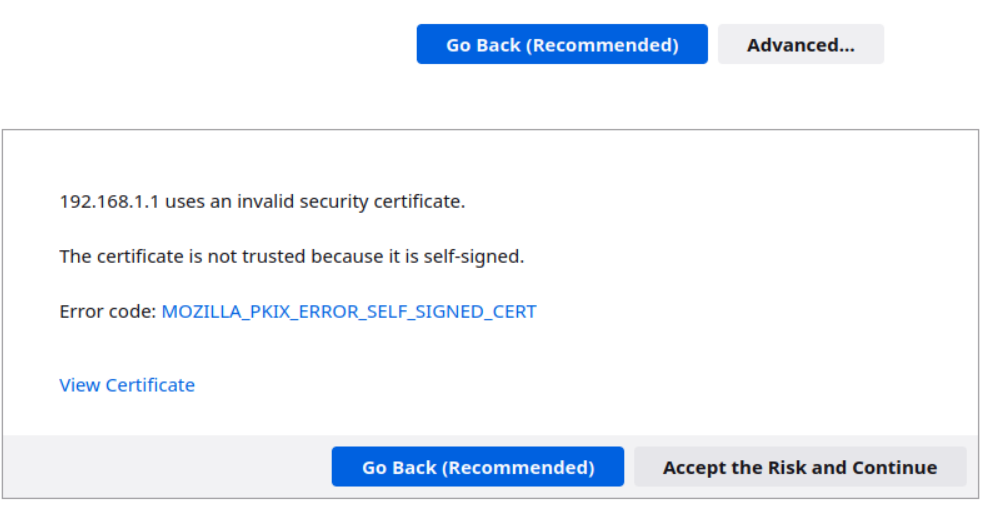 Go Back (Recommended) Advanced...
192.168.1.1 uses an invalid security certificate.
The certificate is not trusted because it is self-signed.
Error code: MOZILLA_PKIX_ERROR_SELF_SIGNED_CERT
View Certificate
Go Back (Recommended) Accept the Risk and Continue